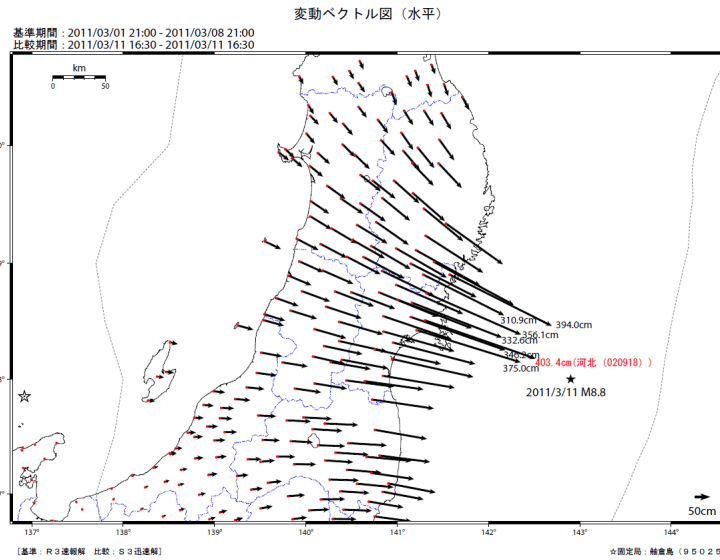 変動ベクトル図（水平）
基準期間 : 2011/03/01 21:00 - 2011/03/08 21:00
比較期間 : 2011/03/11 16:30 - 2011/03/11 16:30
km
0 50
310.9cm
394.0cm
356.1cm
332.6cm
346.2cm
403.4cm(河北 (020918) )
375.0cm
2011/3/11 M8.8
50cm
137° 138° 139° 140° 141° 142° 143° 144°
[基準 : Ｒ３速報解 比較 : Ｓ３迅速解]
☆固定局 : 舳倉島（９５０２５